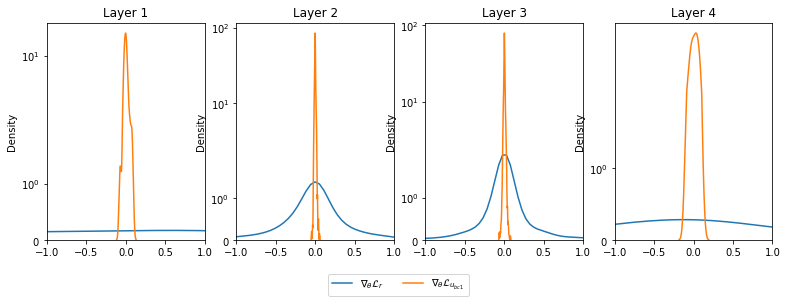 Layer 1 Layer 2 Layer 3 Layer 4
Density Density Density Density
10¹ 10² 10² 10⁰
10⁰ 10¹ 10¹ 0
0 10⁰ 10⁰
0 0
−1.0 −0.5 0.0 0.5 1.0 −1.0 −0.5 0.0 0.5 1.0 −1.0 −0.5 0.0 0.5 1.0 −1.0 −0.5 0.0 0.5 1.0
∇θℒr ∇θℒu_bc1